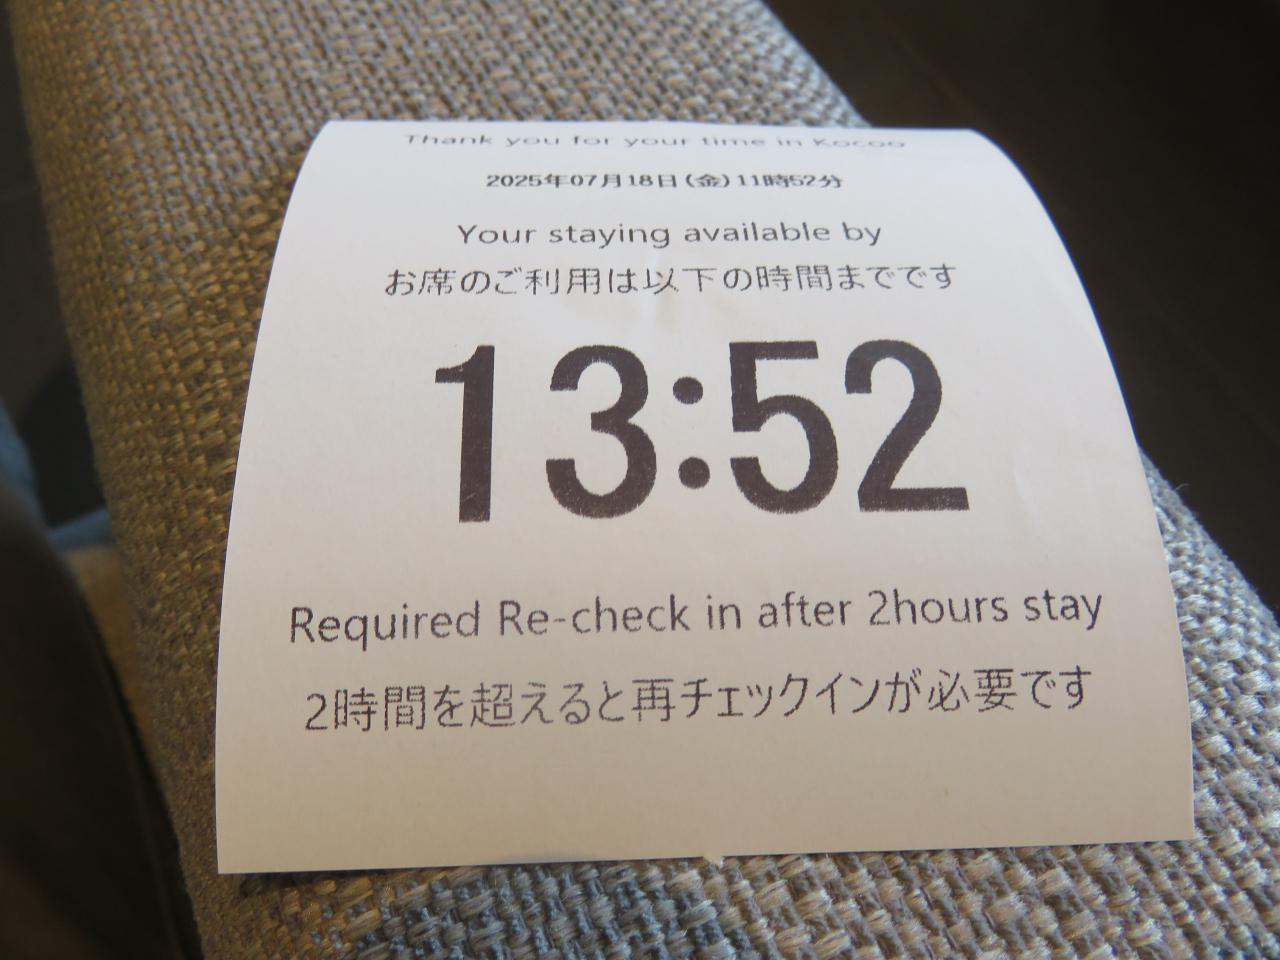 Thank you for your time in Kocoo
2025年07月18日(金)11時52分
Your staying available by
お席のご利用は以下の時間までです
13:52
Required Re-check in after 2hours stay
2時間を超えると再チェックインが必要です